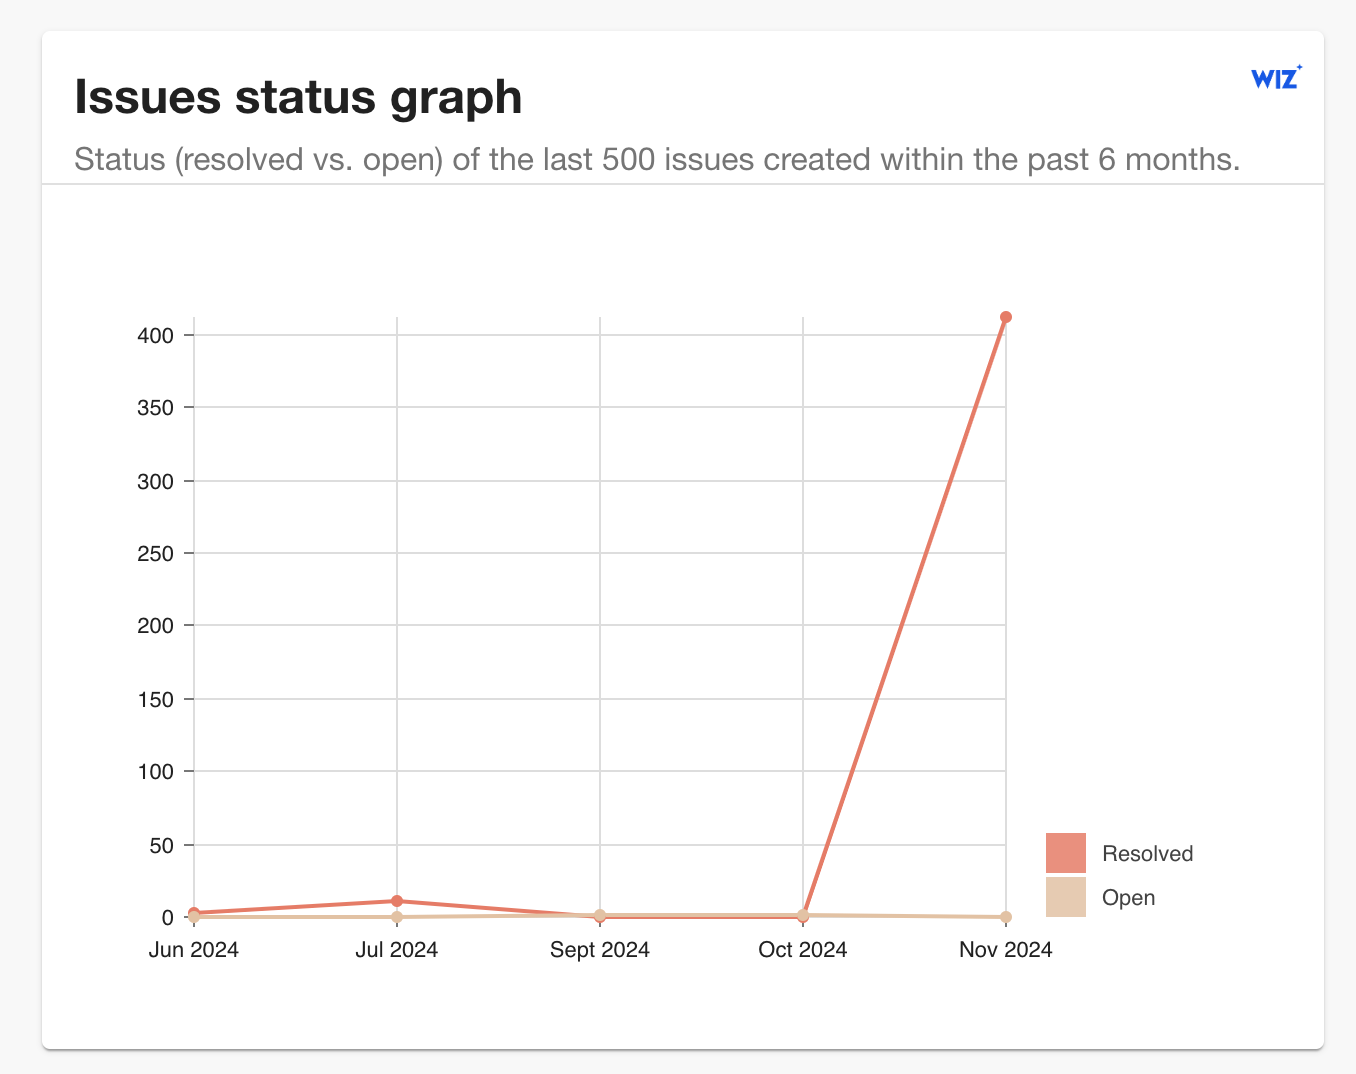 Issues status graph
WIZ
Status (resolved vs. open) of the last 500 issues created within the past 6 months.
400
350
300
250
200
150
100
50
0
Jun 2024
Jul 2024
Sept 2024
Oct 2024
Nov 2024
Resolved
Open